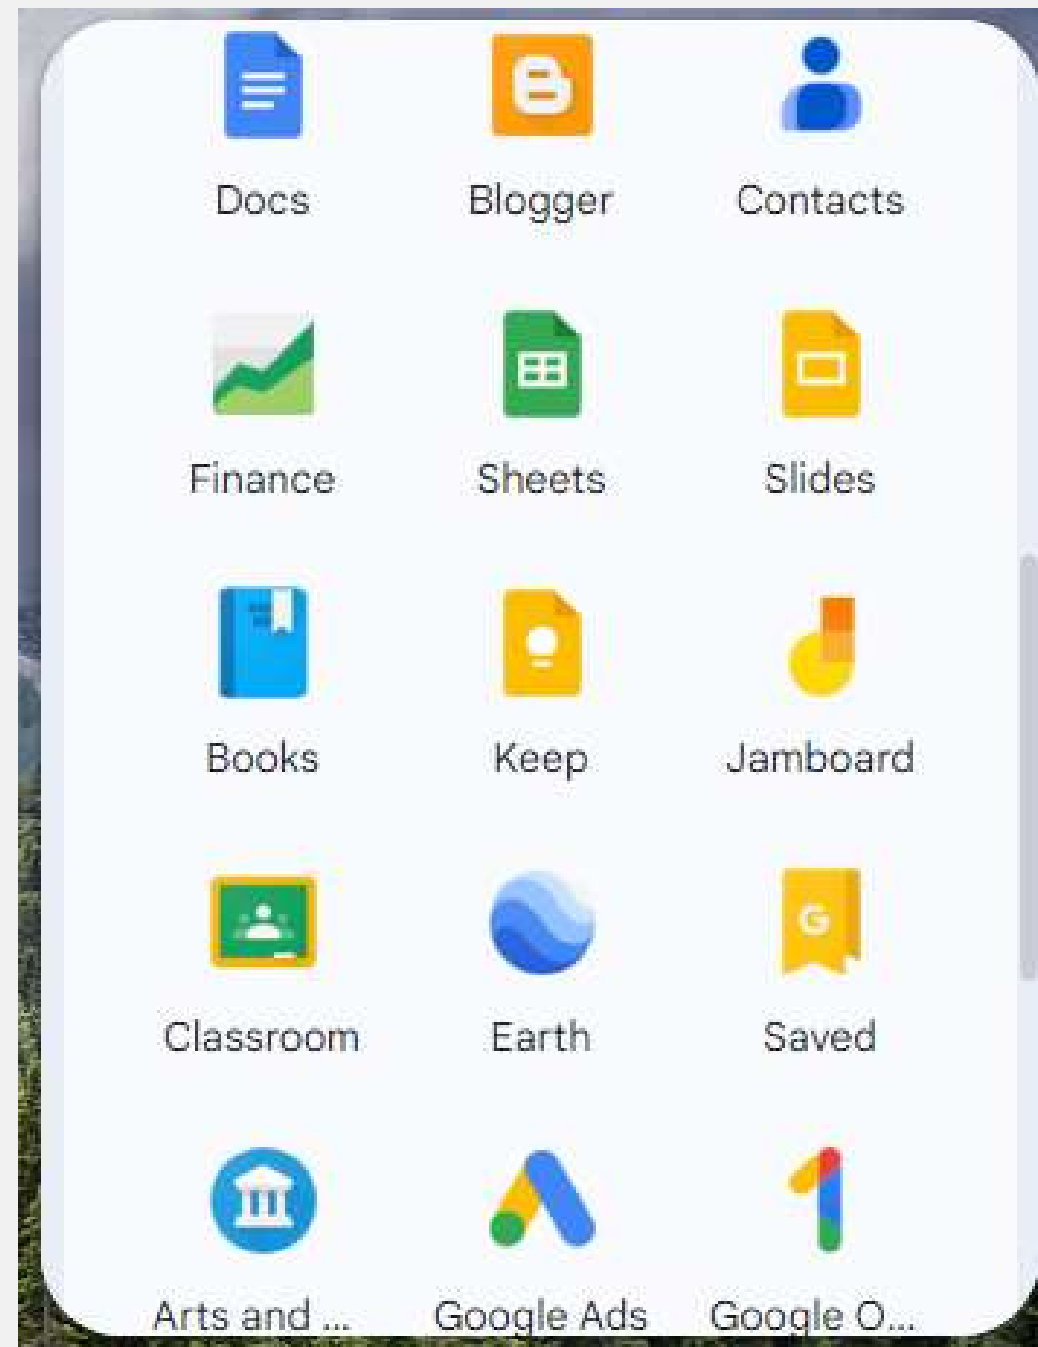 Docs Blogger Contacts
Finance Sheets Slides
Books Keep Jamboard
G
Classroom Earth Saved
Arts and ... Google Ads Google O...